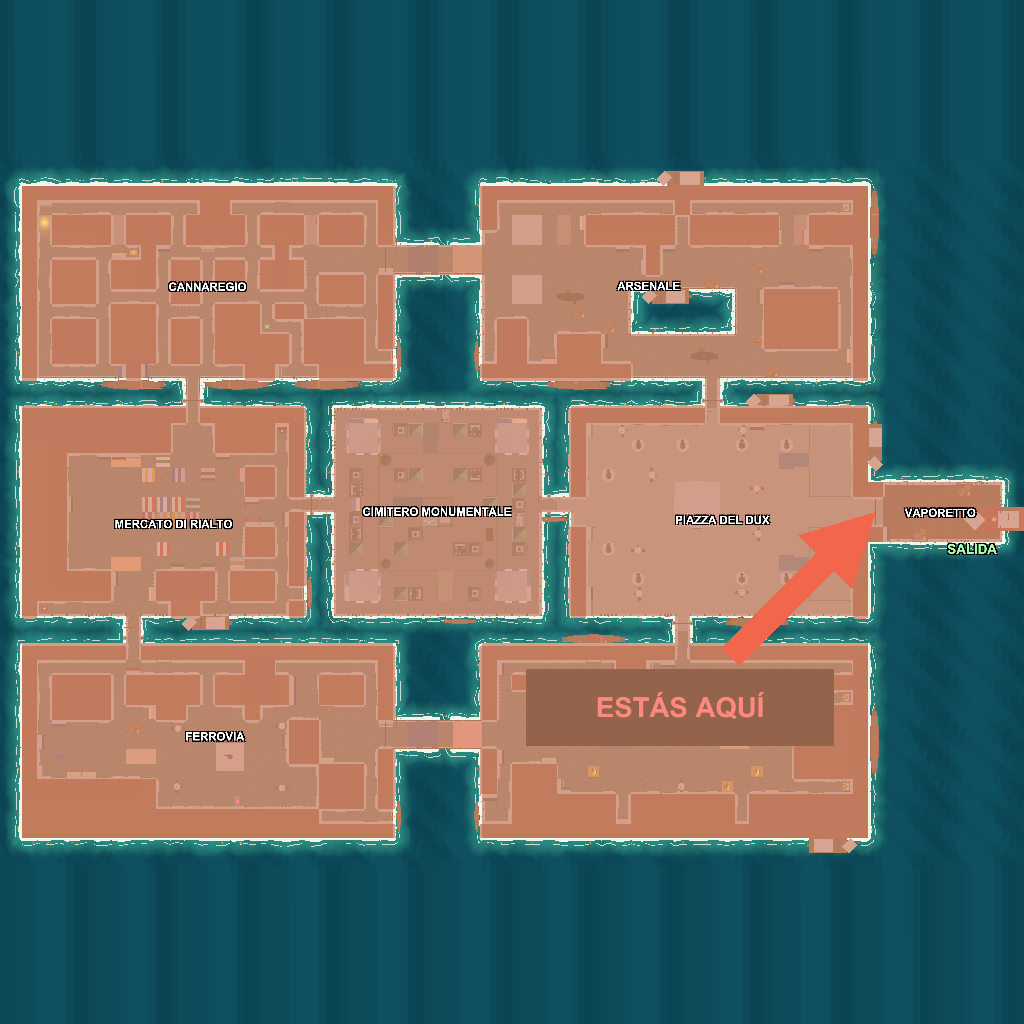 CANNAREGIO
ARSENALE
MERCATO DI RIALTO
CIMITERO MONUMENTALE
PIAZZA DEL DUX
VAPORETTO
SALIDA
ESTÁS AQUÍ
FERROVIA